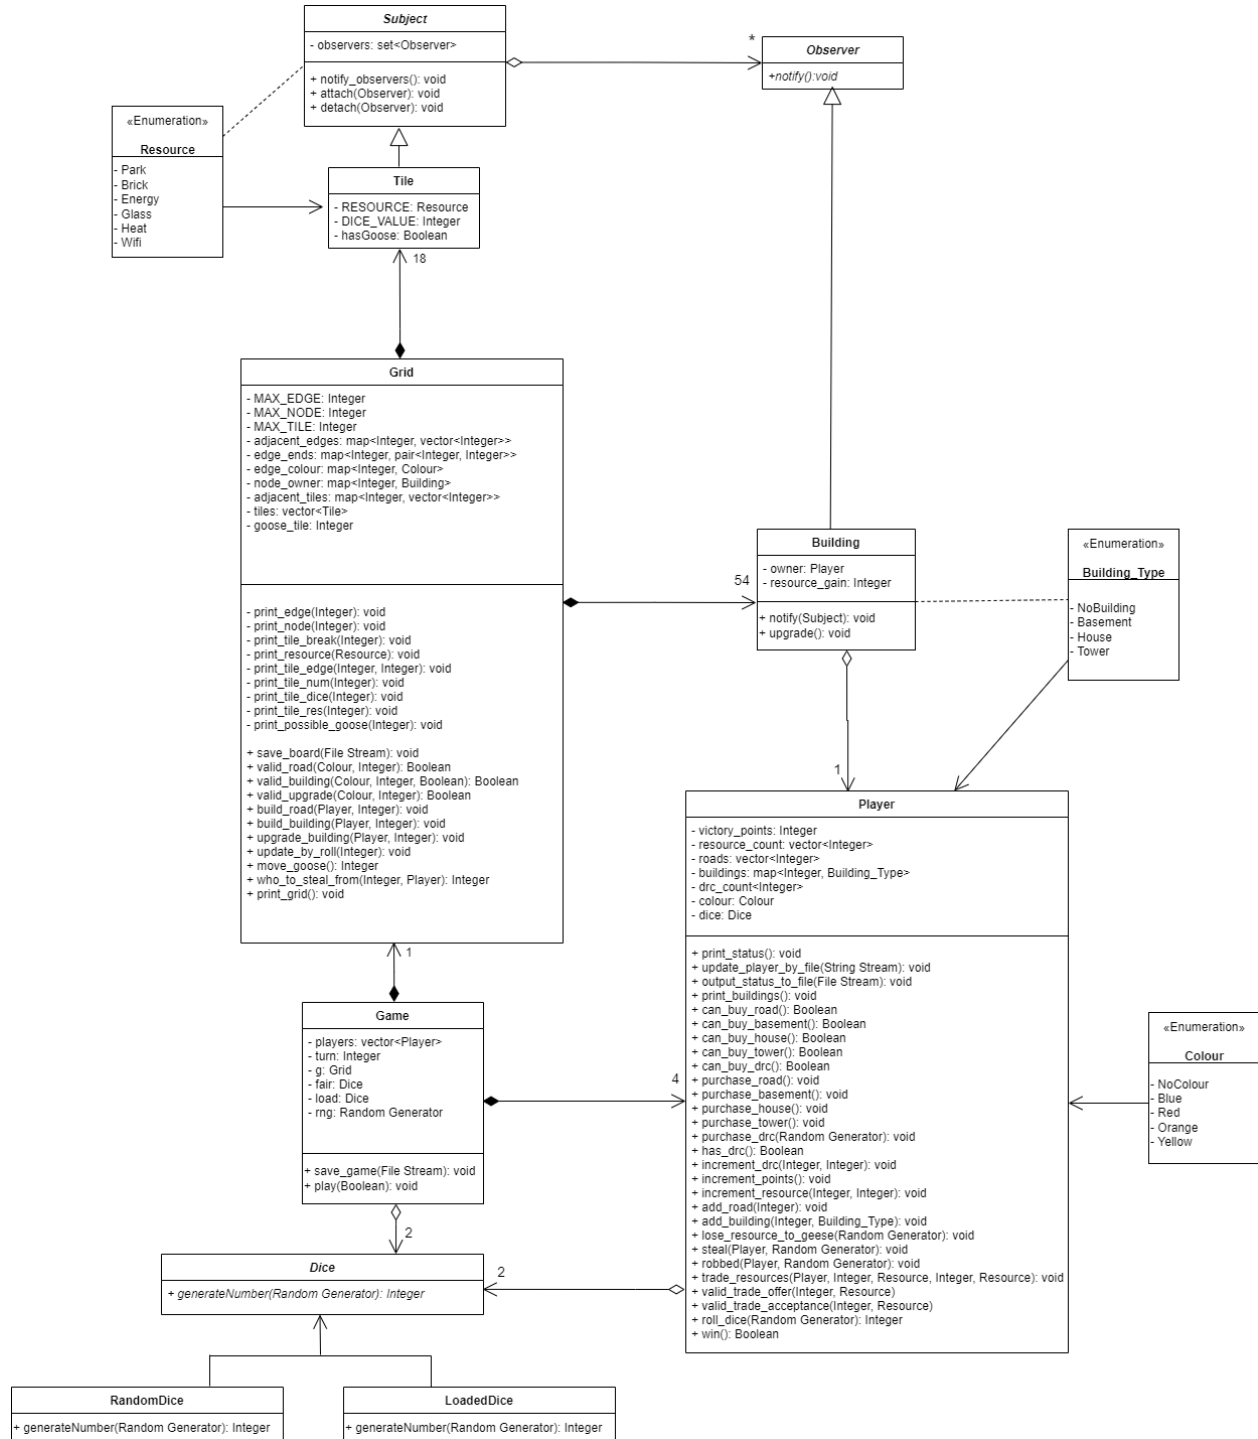 Subject
- observers: set<Observer>
+ notify_observers(): void
+ attach(Observer): void
+ detach(Observer): void
*
Observer
+notify():void
«Enumeration»
Resource
- Park
- Brick
- Energy
- Glass
- Heat
- Wifi
Tile
- RESOURCE: Resource
- DICE_VALUE: Integer
- hasGoose: Boolean
18
Grid
- MAX_EDGE: Integer
- MAX_NODE: Integer
- MAX_TILE: Integer
- adjacent_edges: map<Integer, vector<Integer>>
- edge_ends: map<Integer, pair<Integer, Integer>>
- edge_colour: map<Integer, Colour>
- node_owner: map<Integer, Building>
- adjacent_tiles: map<Integer, vector<Integer>>
- tiles: vector<Tile>
- goose_tile: Integer
- print_edge(Integer): void
- print_node(Integer): void
- print_tile_break(Integer): void
- print_resource(Resource): void
- print_tile_edge(Integer, Integer): void
- print_tile_num(Integer): void
- print_tile_dice(Integer): void
- print_tile_res(Integer): void
- print_possible_goose(Integer): void
+ save_board(File Stream): void
+ valid_road(Colour, Integer): Boolean
+ valid_building(Colour, Integer, Boolean): Boolean
+ valid_upgrade(Colour, Integer): Boolean
+ build_road(Player, Integer): void
+ build_building(Player, Integer): void
+ upgrade_building(Player, Integer): void
+ update_by_roll(Integer): void
+ move_goose(): Integer
+ who_to_steal_from(Integer, Player): Integer
+ print_grid(): void
54
Building
- owner: Player
- resource_gain: Integer
+ notify(Subject): void
+ upgrade(): void
«Enumeration»
Building_Type
- NoBuilding
- Basement
- House
- Tower
1
Player
- victory_points: Integer
- resource_count: vector<Integer>
- roads: vector<Integer>
- buildings: map<Integer, Building_Type>
- drc_count<Integer>
- colour: Colour
- dice: Dice
+ print_status(): void
+ update_player_by_file(String Stream): void
+ output_status_to_file(File Stream): void
+ print_buildings(): void
+ can_buy_road(): Boolean
+ can_buy_basement(): Boolean
+ can_buy_house(): Boolean
+ can_buy_tower(): Boolean
+ can_buy_drc(): Boolean
+ purchase_road(): void
+ purchase_basement(): void
+ purchase_house(): void
+ purchase_tower(): void
+ purchase_drc(Random Generator): void
+ has_drc(): Boolean
+ increment_drc(Integer, Integer): void
+ increment_points(): void
+ increment_resource(Integer, Integer): void
+ add_road(Integer): void
+ add_building(Integer, Building_Type): void
+ lose_resource_to_geese(Random Generator): void
+ steal(Player, Random Generator): void
+ robbed(Player, Random Generator): void
+ trade_resources(Player, Integer, Resource, Integer, Resource): void
+ valid_trade_offer(Integer, Resource)
+ valid_trade_acceptance(Integer, Resource)
+ roll_dice(Random Generator): Integer
+ win(): Boolean
1
Game
- players: vector<Player>
- turn: Integer
- g: Grid
- fair: Dice
- load: Dice
- rng: Random Generator
+ save_game(File Stream): void
+ play(Boolean): void
4
«Enumeration»
Colour
- NoColour
- Blue
- Red
- Orange
- Yellow
2
2
Dice
+ generateNumber(Random Generator): Integer
RandomDice
+ generateNumber(Random Generator): Integer
LoadedDice
+ generateNumber(Random Generator): Integer